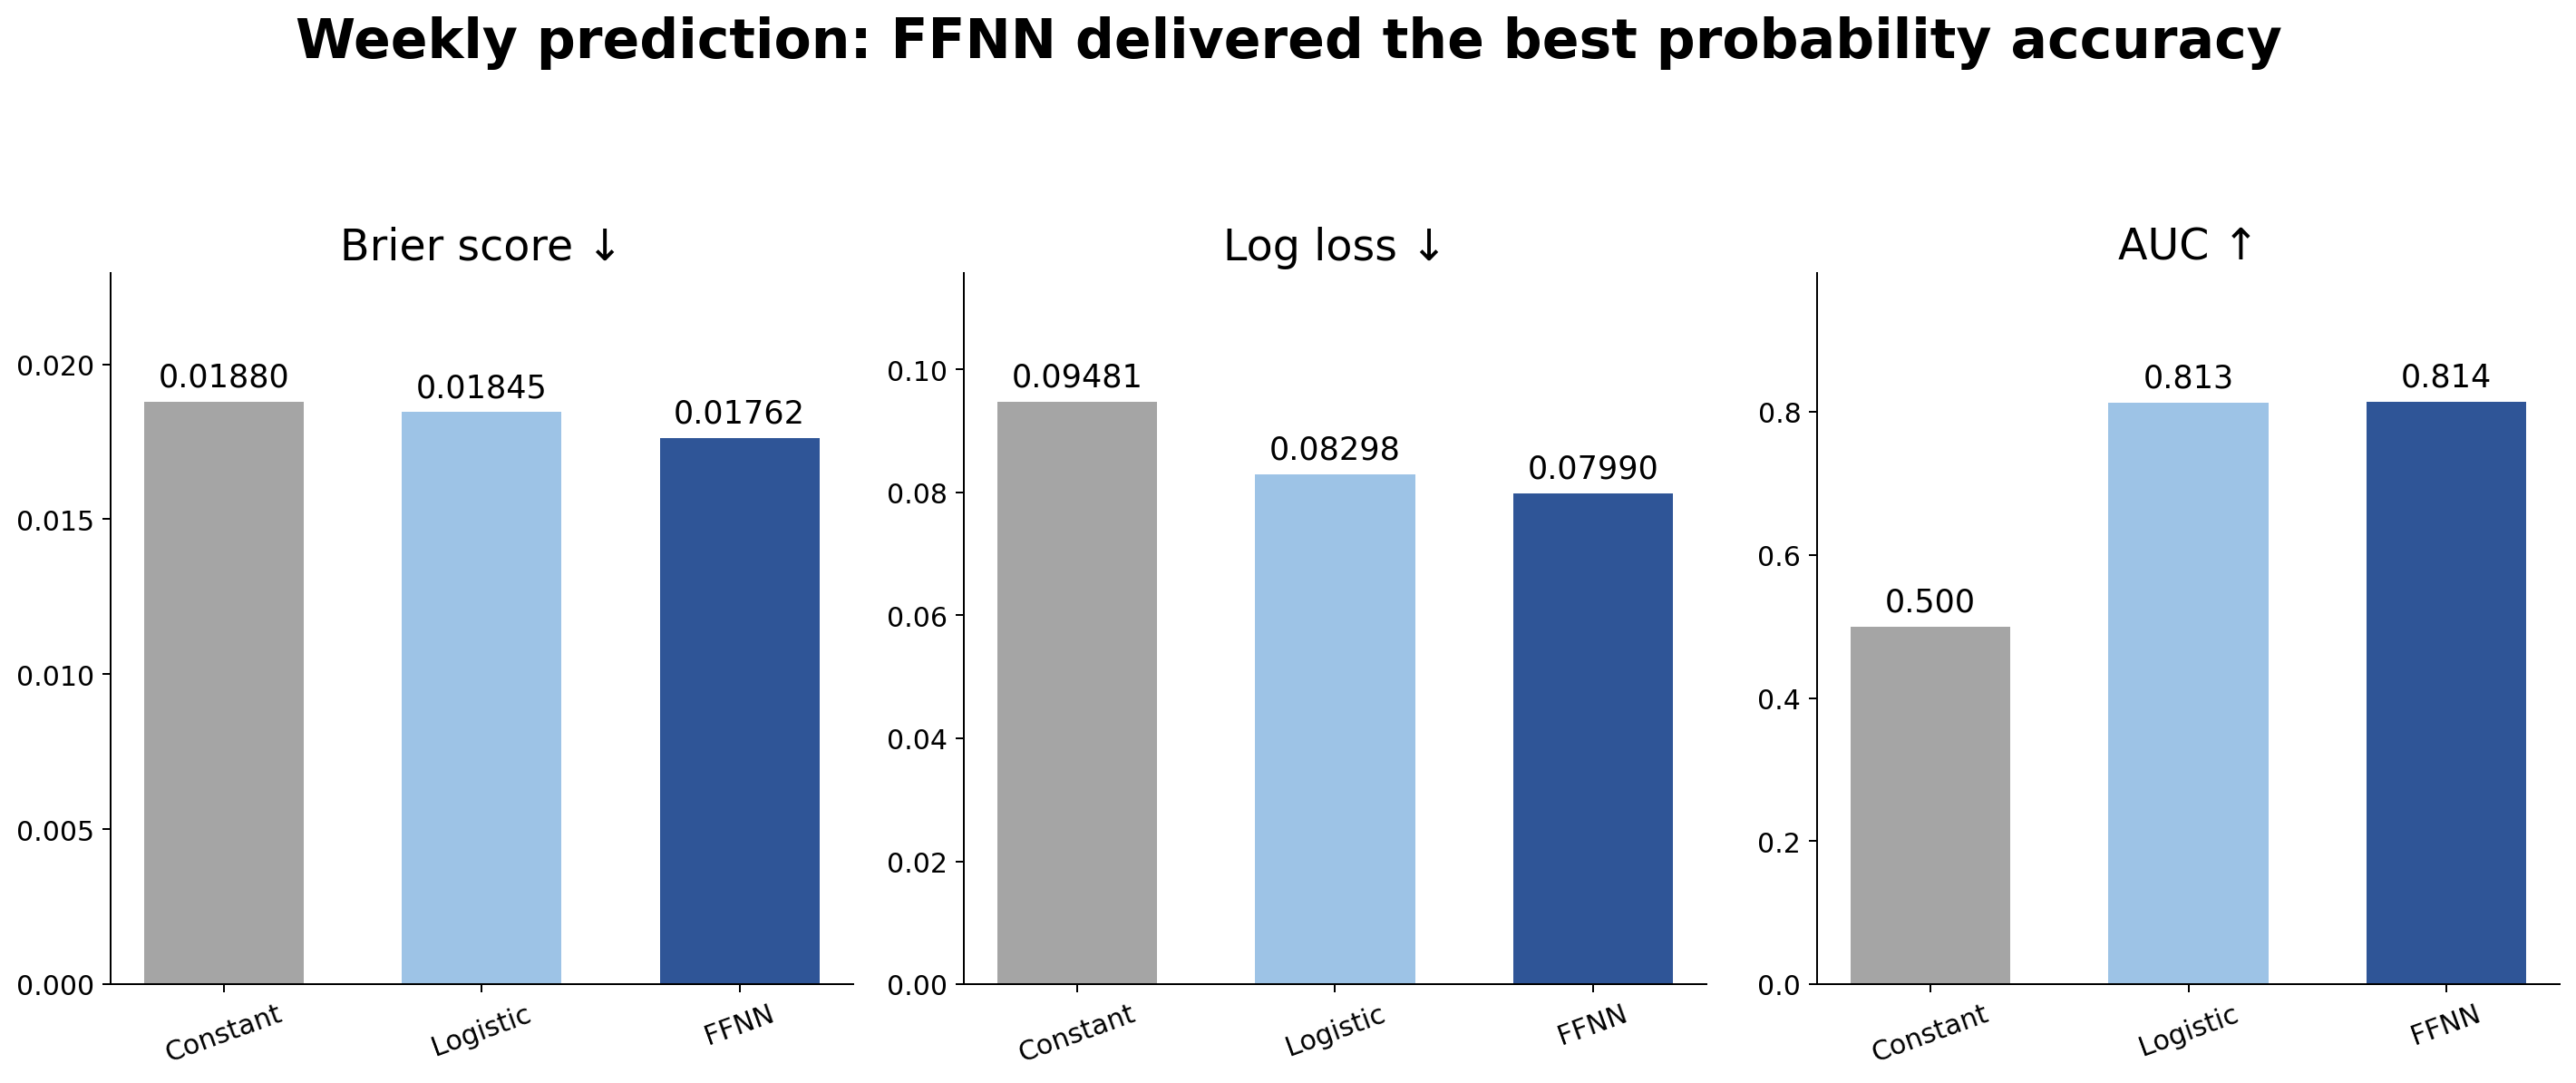 Weekly prediction: FFNN delivered the best probability accuracy
Brier score ↓
0.020
0.015
0.010
0.005
0.000
0.01880
0.01845
0.01762
Constant
Logistic
FFNN
Log loss ↓
0.10
0.08
0.06
0.04
0.02
0.00
0.09481
0.08298
0.07990
Constant
Logistic
FFNN
AUC ↑
0.8
0.6
0.4
0.2
0.0
0.500
0.813
0.814
Constant
Logistic
FFNN